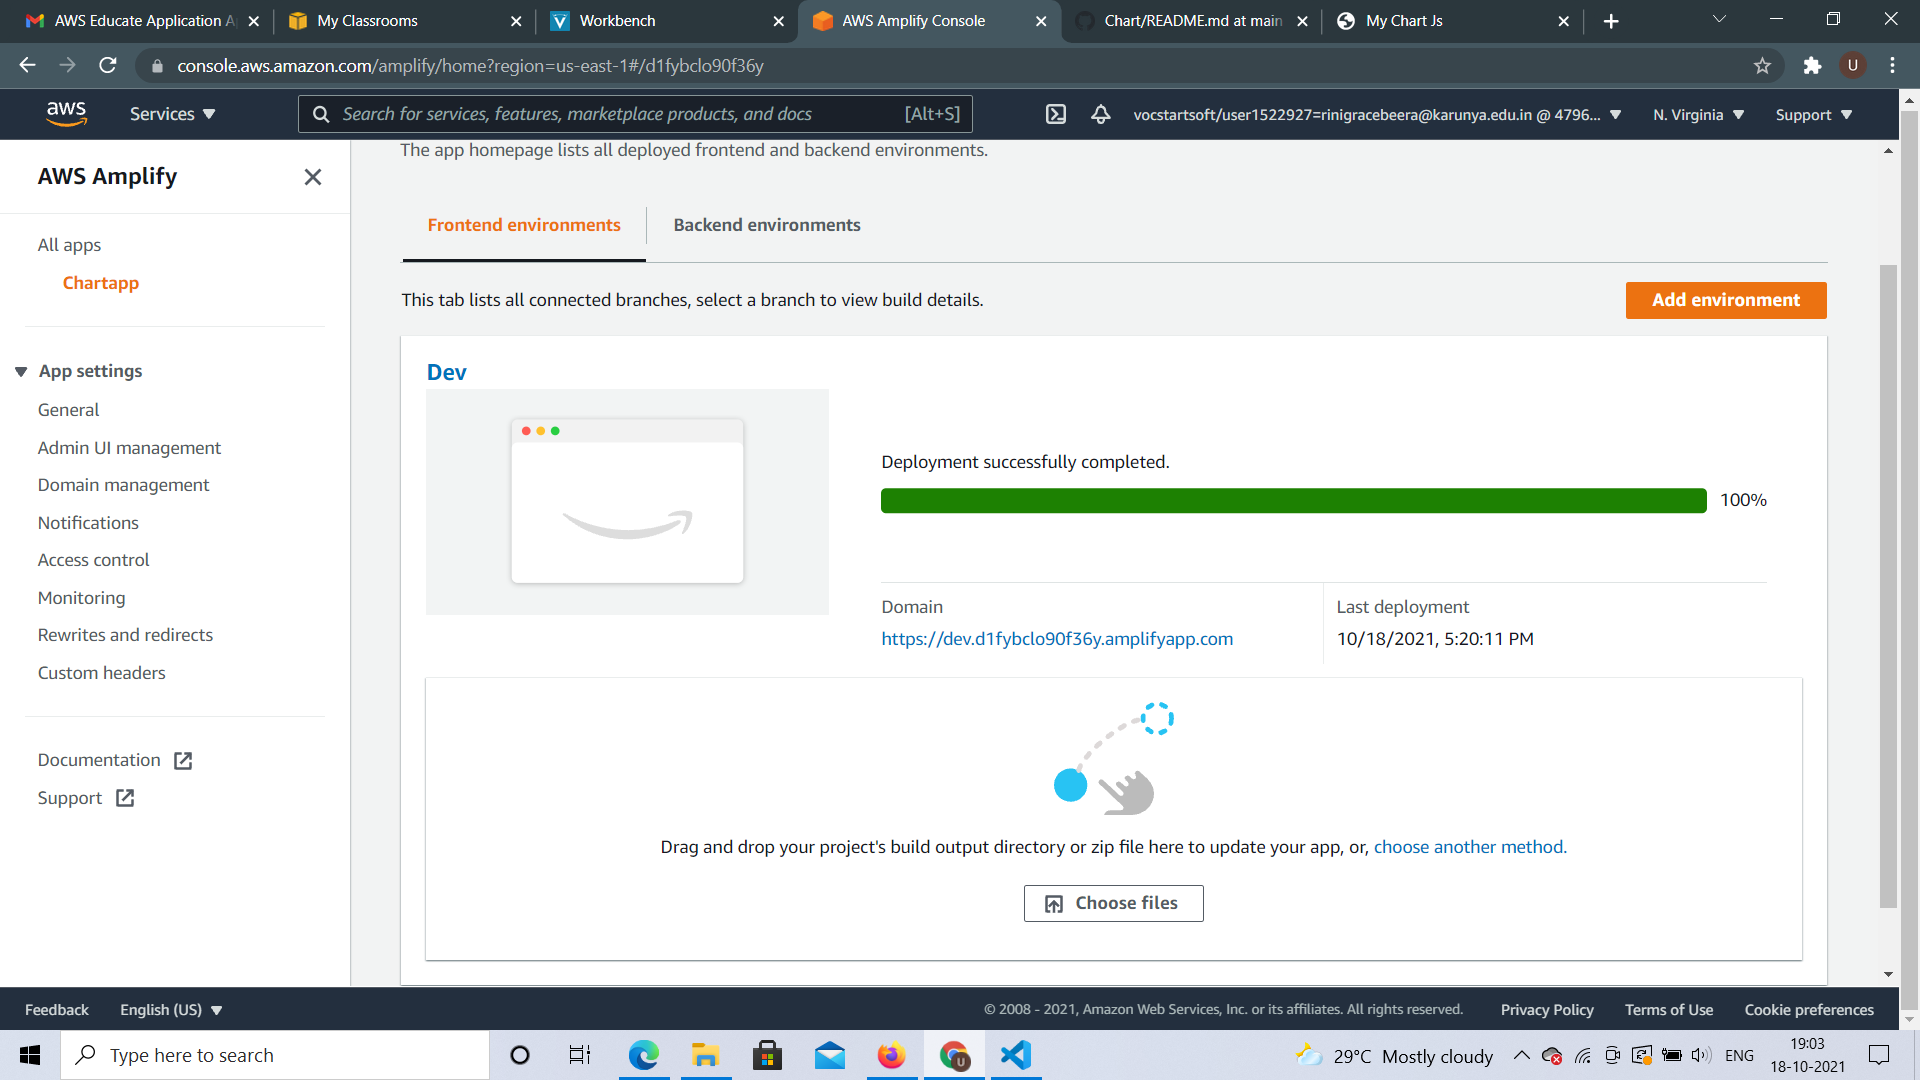 AWS Educate Application A
My Classrooms
Workbench
AWS Amplify Console
Chart/README.md at main
My Chart Js
console.aws.amazon.com/amplify/home?region=us-east-1#/d1fybclo90f36y
U
aws
Services
Search for services, features, marketplace products, and docs
[Alt+S]
vocstartsoft/user1522927=rinigracebeera@karunya.edu.in @ 4796...
N. Virginia
Support
AWS Amplify
All apps
Chartapp
App settings
General
Admin UI management
Domain management
Notifications
Access control
Monitoring
Rewrites and redirects
Custom headers
Documentation
Support
The app homepage lists all deployed frontend and backend environments.
Frontend environments
Backend environments
This tab lists all connected branches, select a branch to view build details.
Add environment
Dev
Deployment successfully completed.
100%
Domain
https://dev.d1fybclo90f36y.amplifyapp.com
Last deployment
10/18/2021, 5:20:11 PM
Drag and drop your project's build output directory or zip file here to update your app, or, choose another method.
Choose files
Feedback
English (US)
© 2008 - 2021, Amazon Web Services, Inc. or its affiliates. All rights reserved.
Privacy Policy
Terms of Use
Cookie preferences
Type here to search
29°C Mostly cloudy
ENG
19:03
18-10-2021